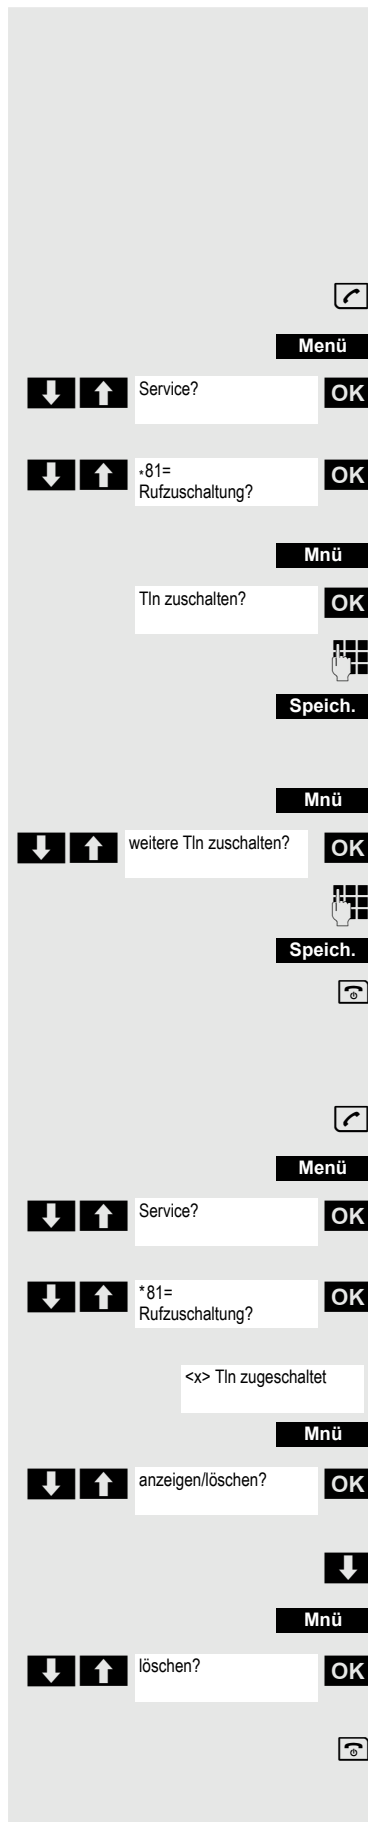 Menü
Service? OK
*81=
Rufzuschaltung? OK
Mnü
Tln zuschalten? OK
Speich.
Mnü
weitere Tln zuschalten? OK
Speich.
Menü
Service? OK
*81=
Rufzuschaltung? OK
<x> Tln zugeschaltet
Mnü
anzeigen/löschen? OK
Mnü
löschen? OK